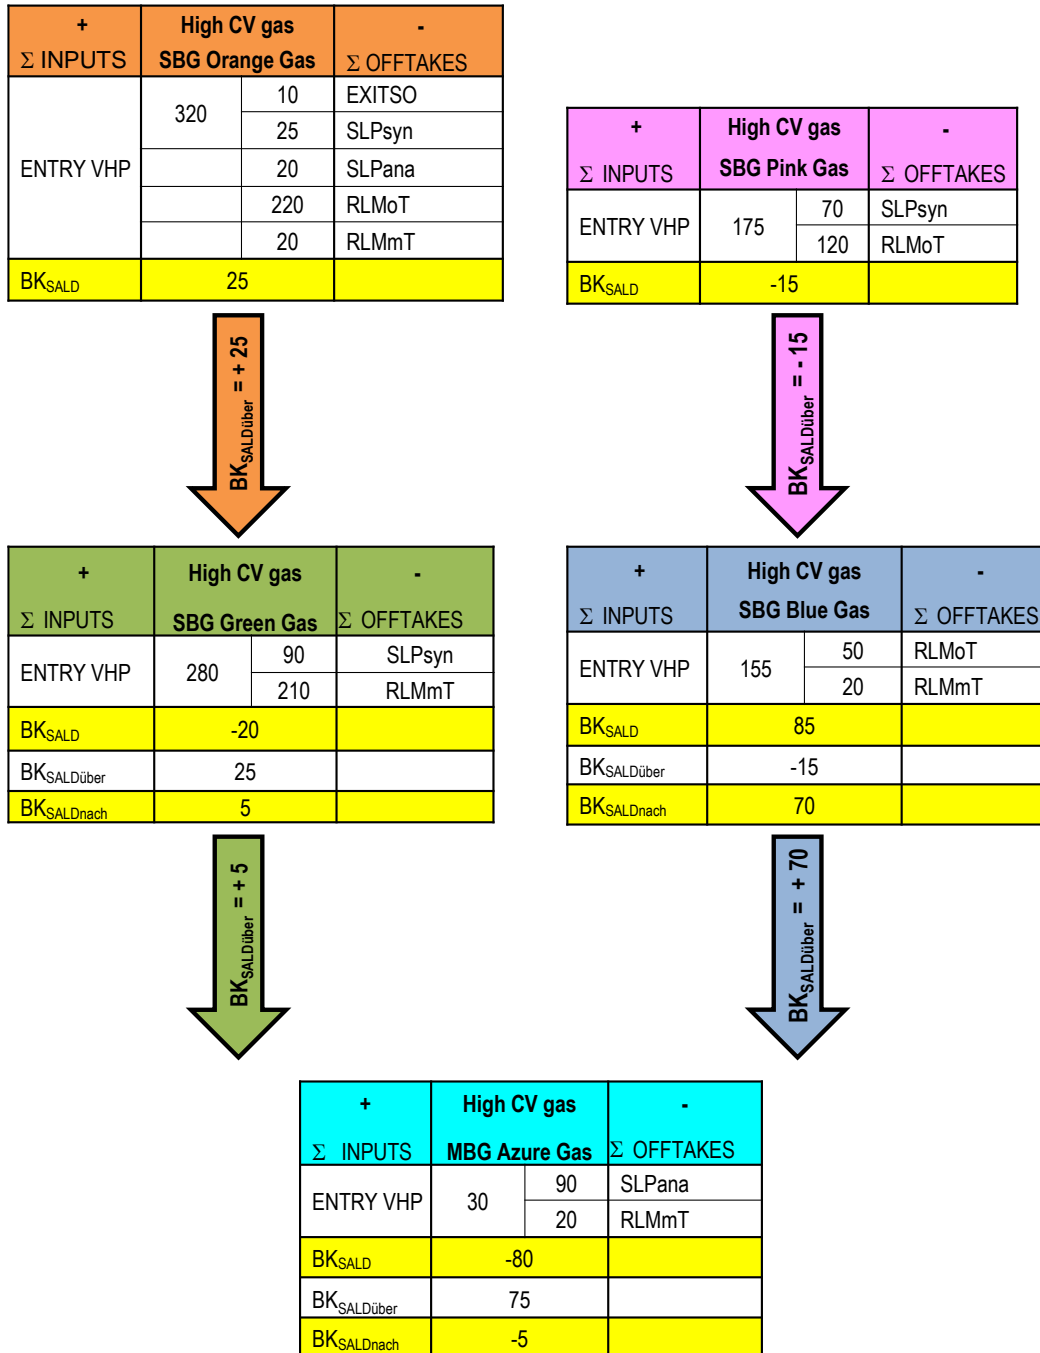 + High CV gas -
Σ INPUTS SBG Orange Gas Σ OFFTAKES
ENTRY VHP 320 10 EXITSO
25 SLPsyn
20 SLPana
220 RLMoT
20 RLMmT
BKSALD 25
+ High CV gas -
Σ INPUTS SBG Pink Gas Σ OFFTAKES
ENTRY VHP 175 70 SLPsyn
120 RLMoT
BKSALD -15
BKSALDüber = + 25
BKSALDüber = - 15
+ High CV gas -
Σ INPUTS SBG Green Gas Σ OFFTAKES
ENTRY VHP 280 90 SLPsyn
210 RLMmT
BKSALD -20
BKSALDüber 25
BKSALDnach 5
+ High CV gas -
Σ INPUTS SBG Blue Gas Σ OFFTAKES
ENTRY VHP 155 50 RLMoT
20 RLMmT
BKSALD 85
BKSALDüber -15
BKSALDnach 70
BKSALDüber = + 5
BKSALDüber = + 70
+ High CV gas -
Σ INPUTS MBG Azure Gas Σ OFFTAKES
ENTRY VHP 30 90 SLPana
20 RLMmT
BKSALD -80
BKSALDüber 75
BKSALDnach -5